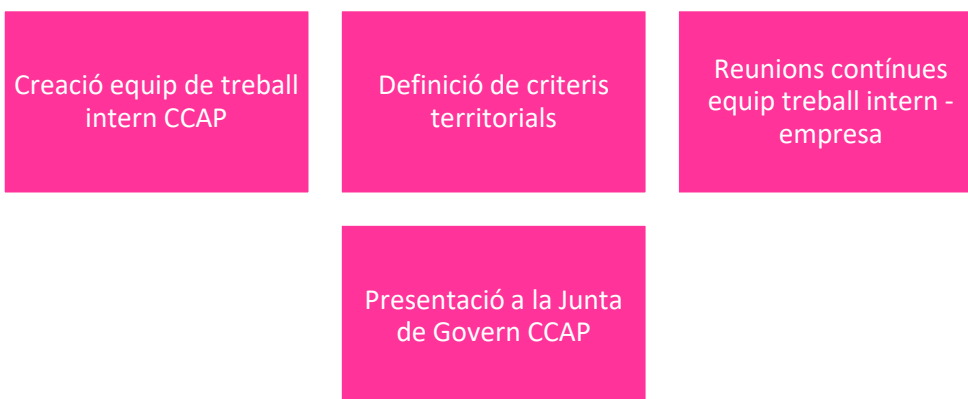 Creació equip de treball
intern CCAP
Definició de criteris
territorials
Reunions contínues
equip treball intern -
empresa
Presentació a la Junta
de Govern CCAP